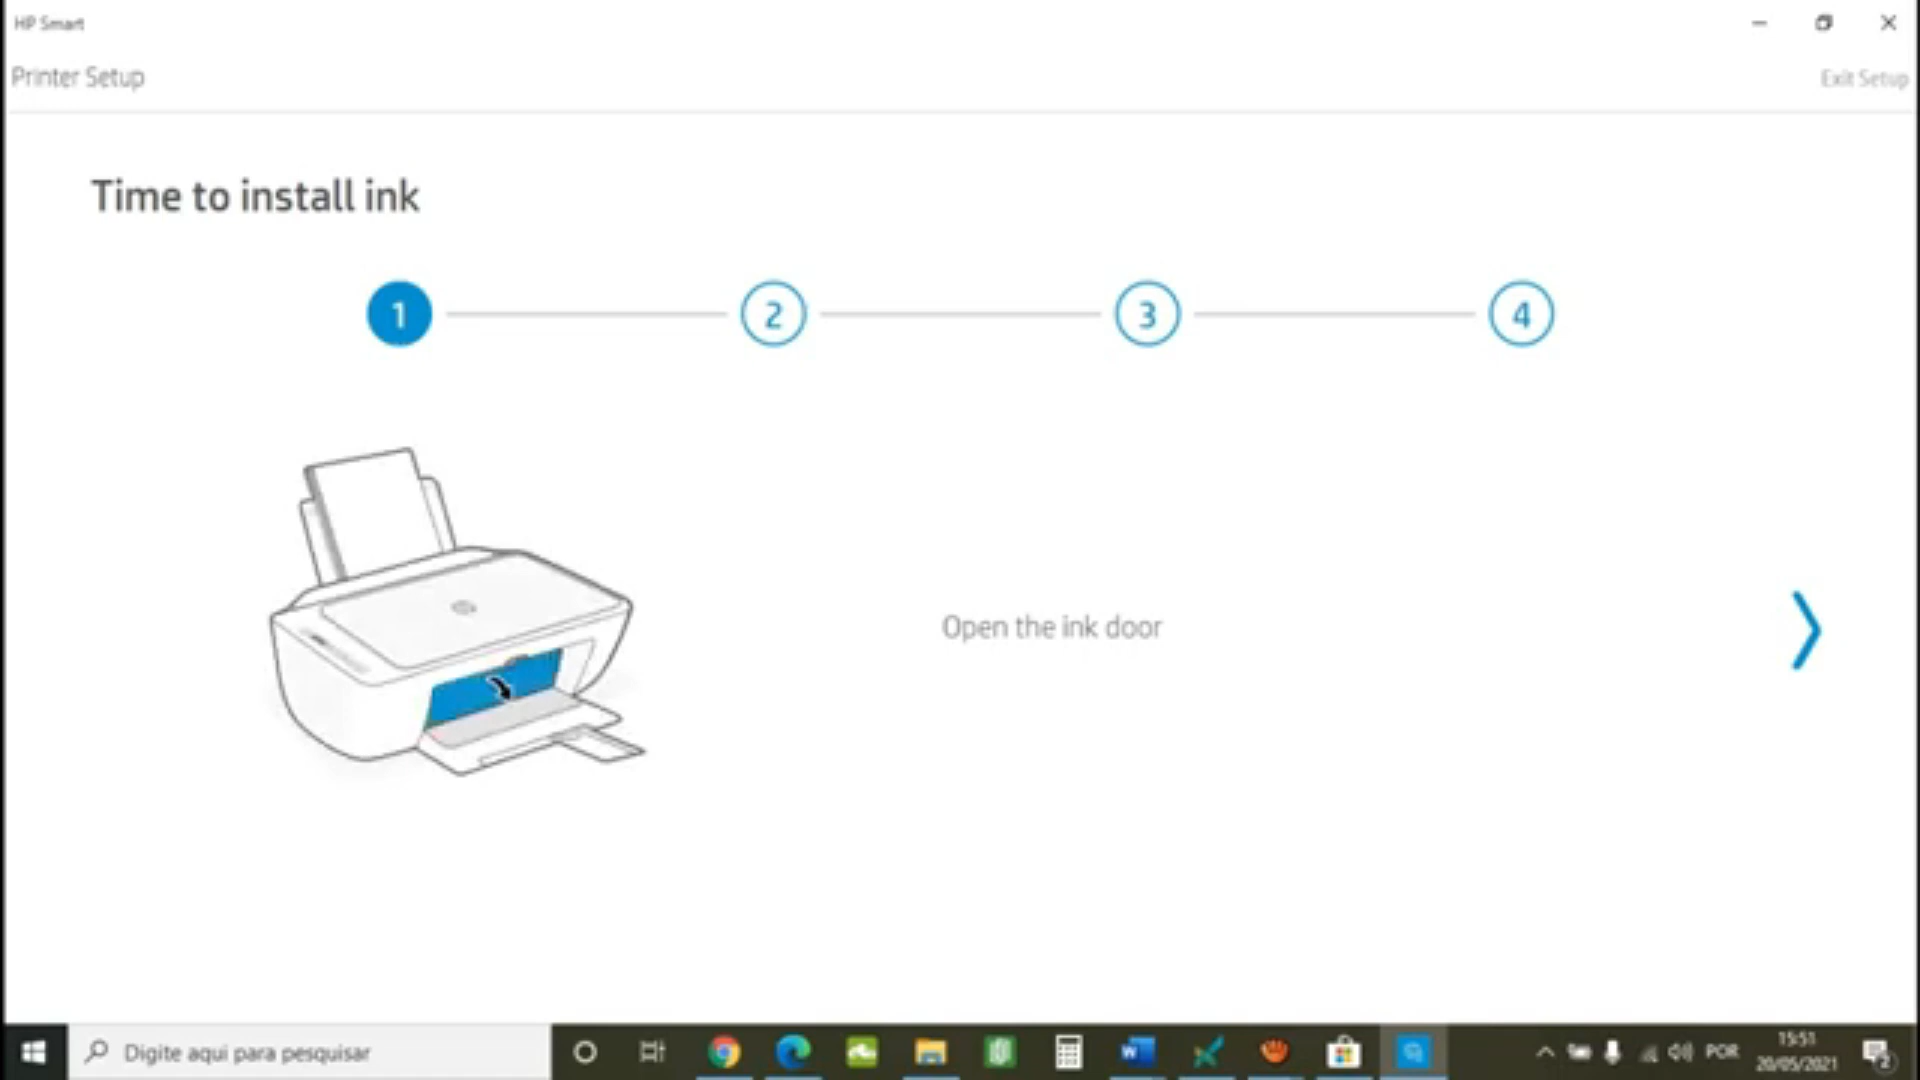 HP Smart
Printer Setup
Exit Setup
Time to install ink
1
2
3
4
Open the ink door
Digite aqui para pesquisar
POR
15:51
20/05/2021
2